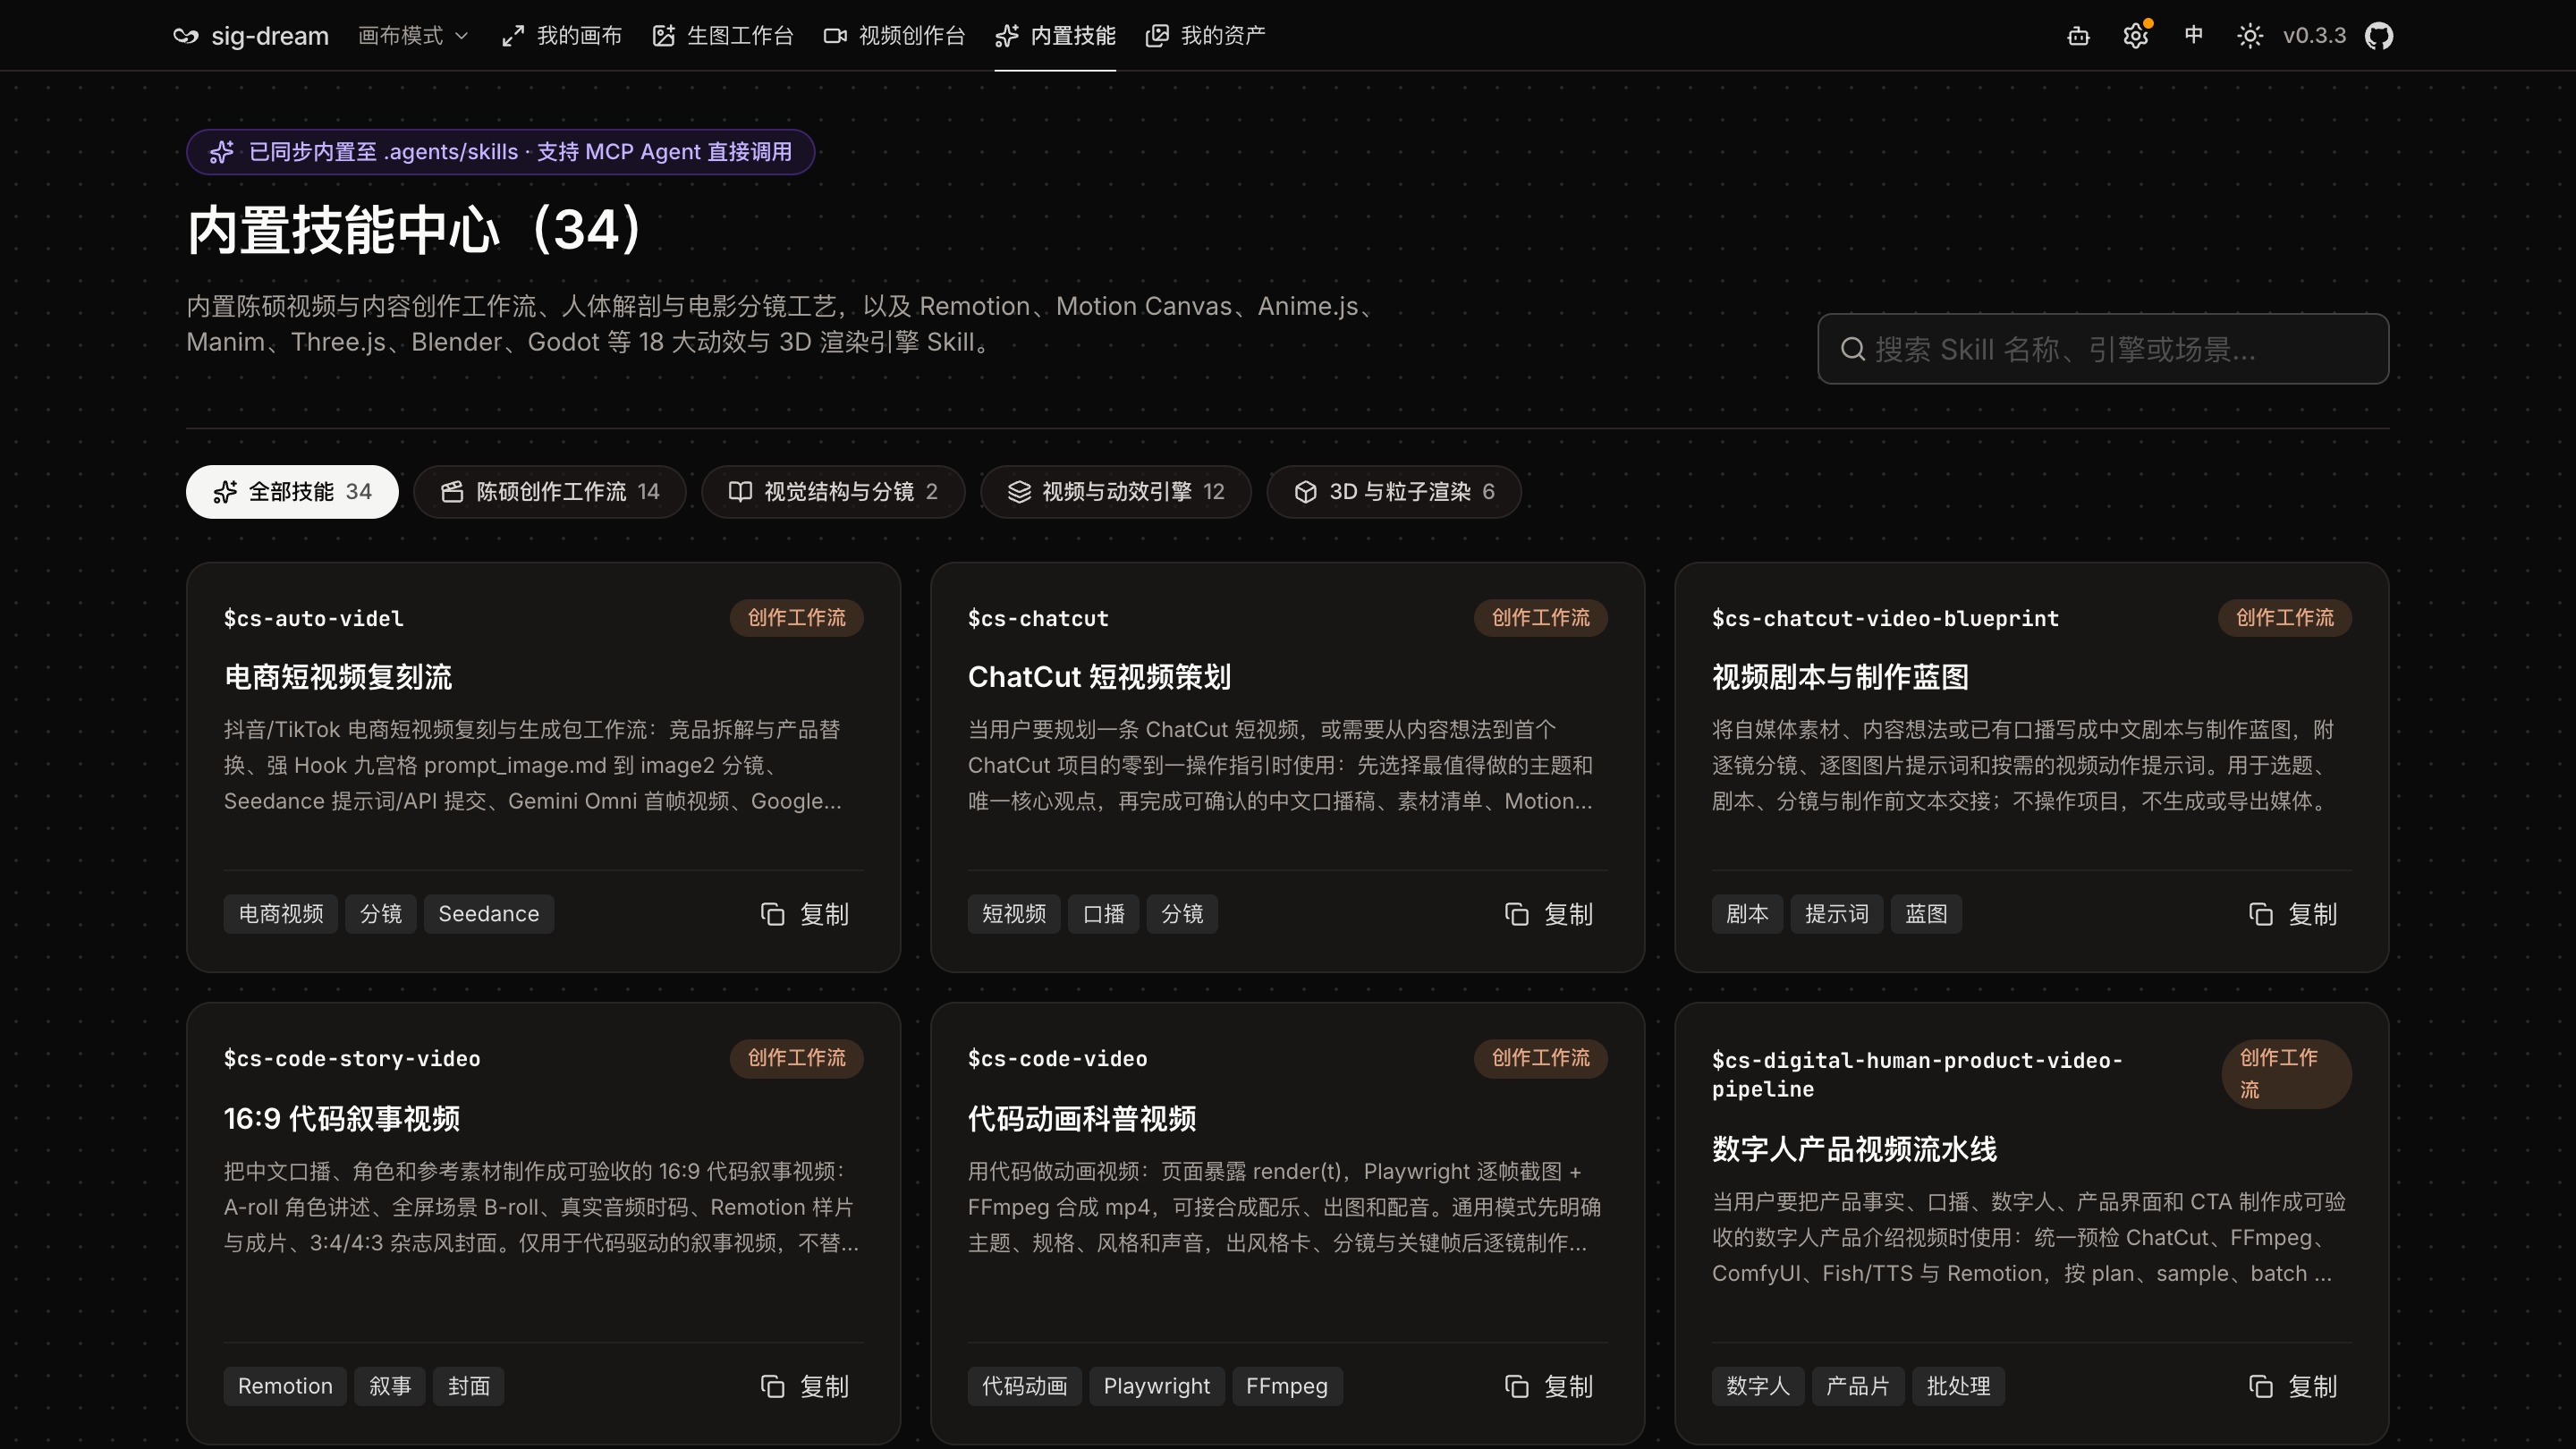 sig-dream 画布模式 我的画布 生图工作台 视频创作台 内置技能 我的资产 中 v0.3.3
已同步内置至 .agents/skills · 支持 MCP Agent 直接调用
内置技能中心（34）
内置陈硕视频与内容创作工作流、人体解剖与电影分镜工艺，以及 Remotion、Motion Canvas、Anime.js、
Manim、Three.js、Blender、Godot 等 18 大动效与 3D 渲染引擎 Skill。
搜索 Skill 名称、引擎或场景...
全部技能 34 陈硕创作工作流 14 视觉结构与分镜 2 视频与动效引擎 12 3D 与粒子渲染 6
$cs-auto-videl 创作工作流
电商短视频复刻流
抖音/TikTok 电商短视频复刻与生成包工作流：竞品拆解与产品替
换、强 Hook 九宫格 prompt_image.md 到 image2 分镜、
Seedance 提示词/API 提交、Gemini Omni 首帧视频、Google...
电商视频 分镜 Seedance 复制
$cs-chatcut 创作工作流
ChatCut 短视频策划
当用户要规划一条 ChatCut 短视频，或需要从内容想法到首个
ChatCut 项目的零到一操作指引时使用：先选择最值得做的主题和
唯一核心观点，再完成可确认的中文口播稿、素材清单、Motion...
短视频 口播 分镜 复制
$cs-chatcut-video-blueprint 创作工作流
视频剧本与制作蓝图
将自媒体素材、内容想法或已有口播写成中文剧本与制作蓝图，附
逐镜分镜、逐图图片提示词和按需的视频动作提示词。用于选题、
剧本、分镜与制作前文本交接；不操作项目，不生成或导出媒体。
剧本 提示词 蓝图 复制
$cs-code-story-video 创作工作流
16:9 代码叙事视频
把中文口播、角色和参考素材制作成可验收的 16:9 代码叙事视频：
A-roll 角色讲述、全屏场景 B-roll、真实音频时码、Remotion 样片
与成片、3:4/4:3 杂志风封面。仅用于代码驱动的叙事视频，不替...
Remotion 叙事 封面 复制
$cs-code-video 创作工作流
代码动画科普视频
用代码做动画视频：页面暴露 render(t)，Playwright 逐帧截图 +
FFmpeg 合成 mp4，可接合成配乐、出图和配音。通用模式先明确
主题、规格、风格和声音，出风格卡、分镜与关键帧后逐镜制作...
代码动画 Playwright FFmpeg 复制
$cs-digital-human-product-video-
pipeline
创作工作
流
数字人产品视频流水线
当用户要把产品事实、口播、数字人、产品界面和 CTA 制作成可验
收的数字人产品介绍视频时使用：统一预检 ChatCut、FFmpeg、
ComfyUI、Fish/TTS 与 Remotion，按 plan、sample、batch ...
数字人 产品片 批处理 复制